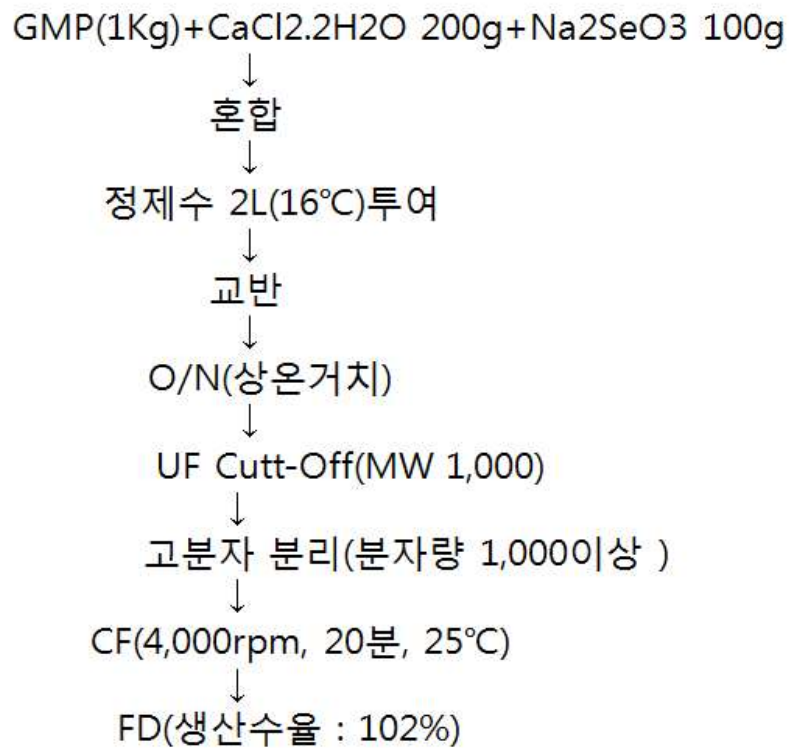 GMP(1Kg)+CaCl2.2H2O 200g+Na2SeO3 100g
↓
혼합
↓
정제수 2L(16℃)투여
↓
교반
↓
O/N(상온거치)
↓
UF Cutt-Off(MW 1,000)
↓
고분자 분리(분자량 1,000이상 )
↓
CF(4,000rpm, 20분, 25℃)
↓
FD(생산수율 : 102%)